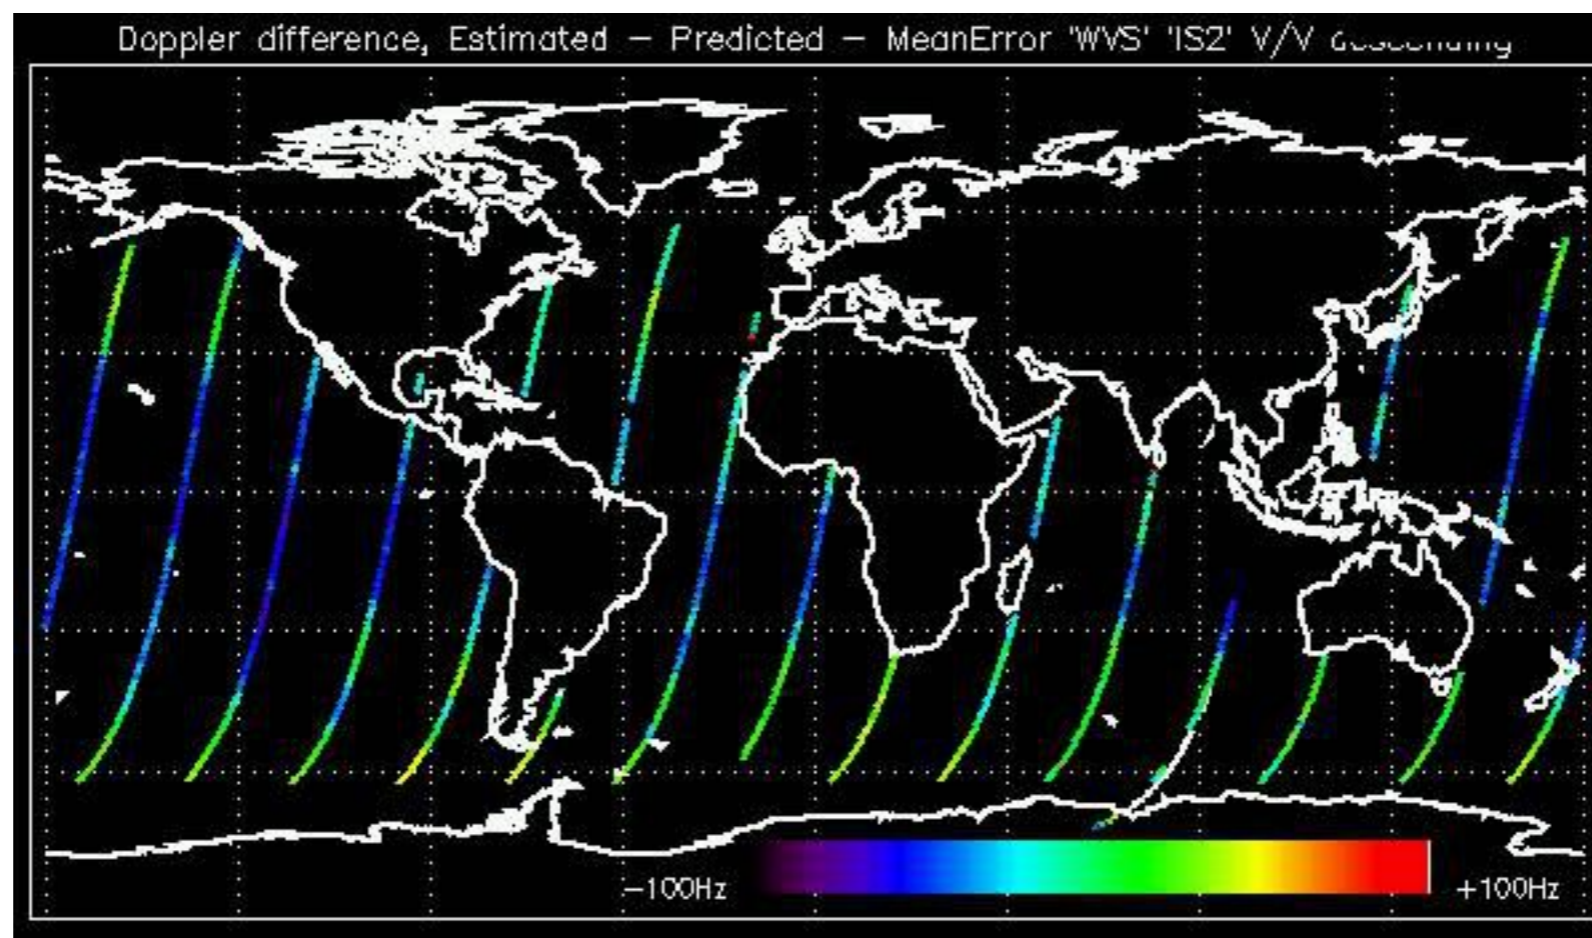 Doppler difference, Estimated – Predicted – MeanError 'WVS' 'IS2' V/V
-100Hz
+100Hz